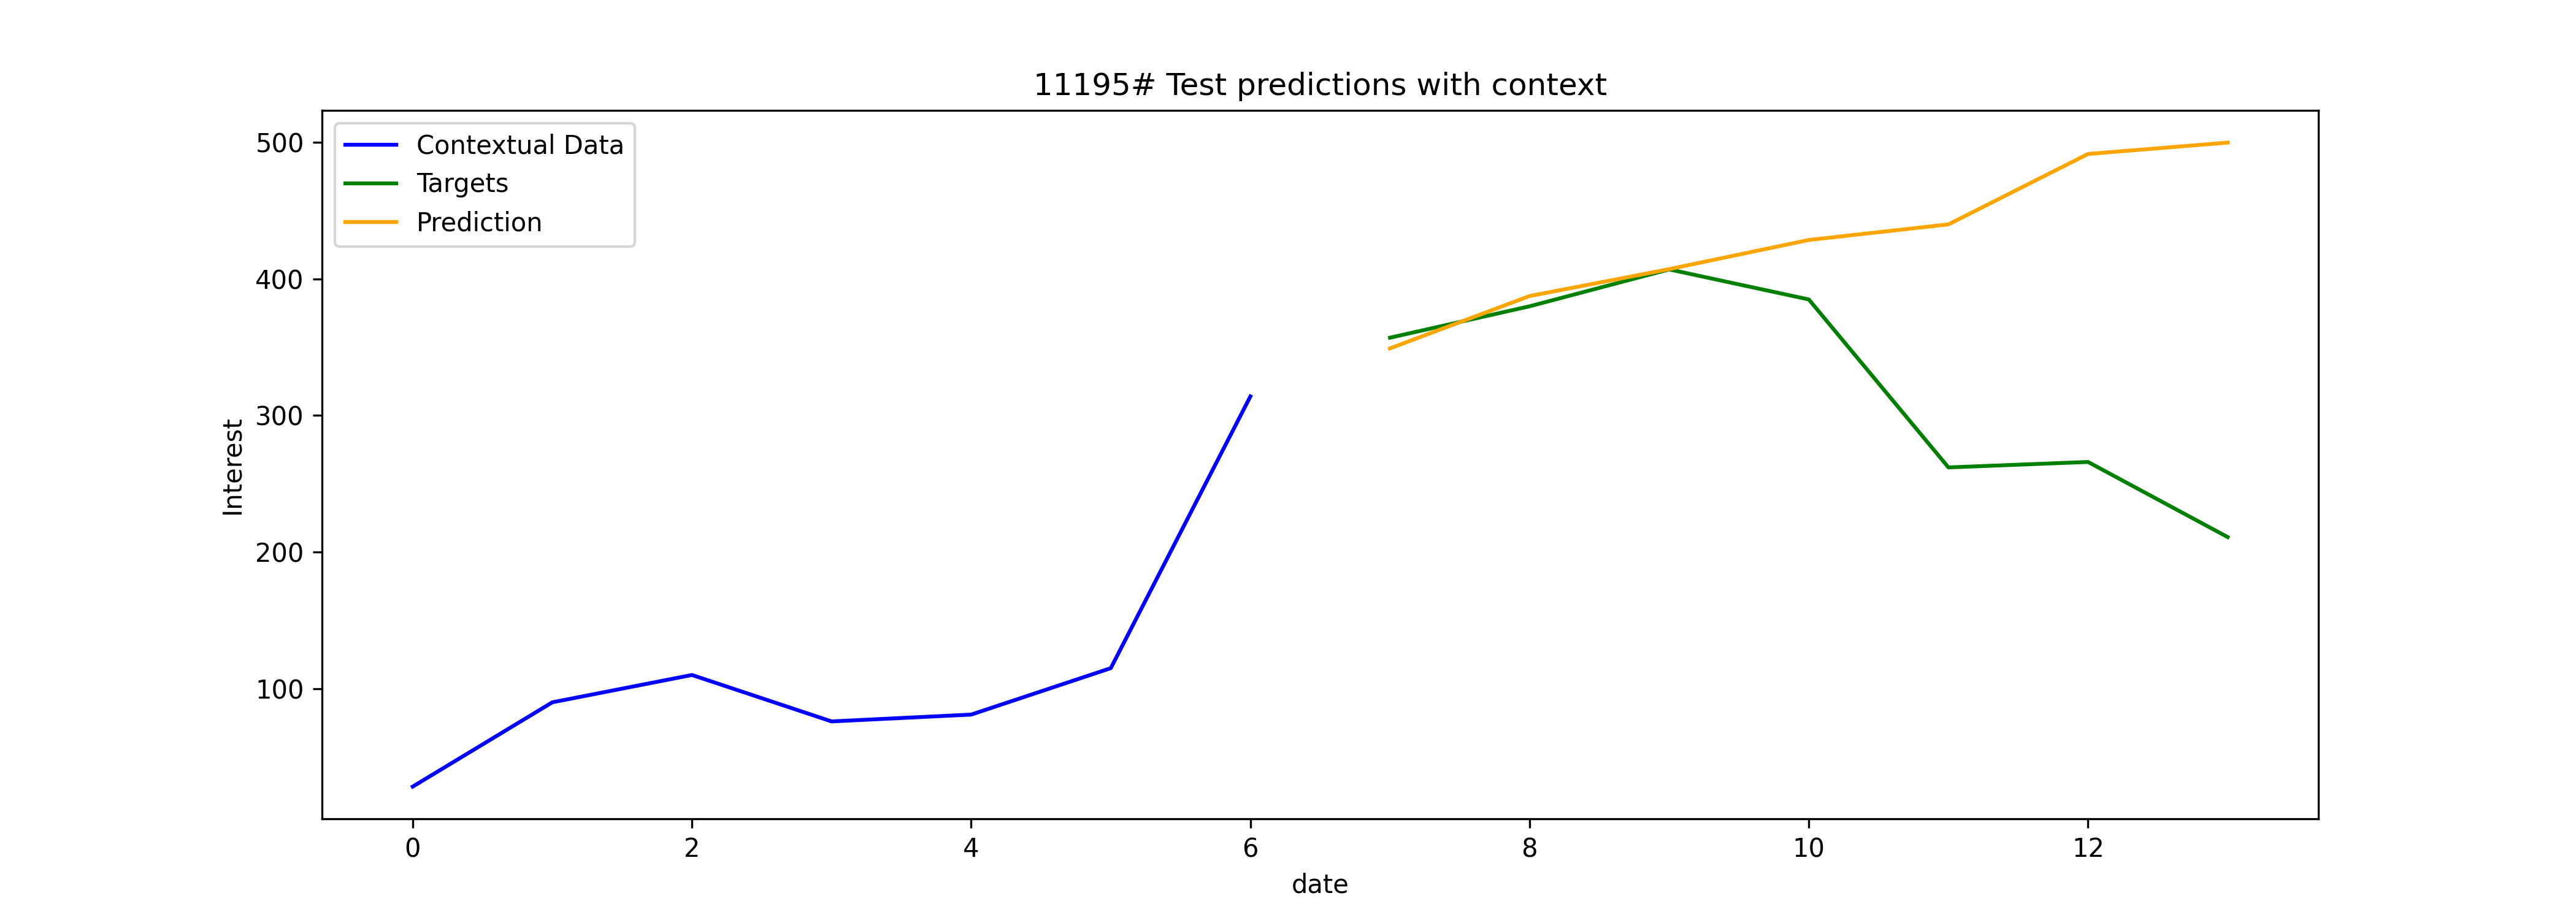 11195# Test predictions with context
Contextual Data
Targets
Prediction
500
400
300
200
100
Interest
0 2 4 6 8 10 12
date